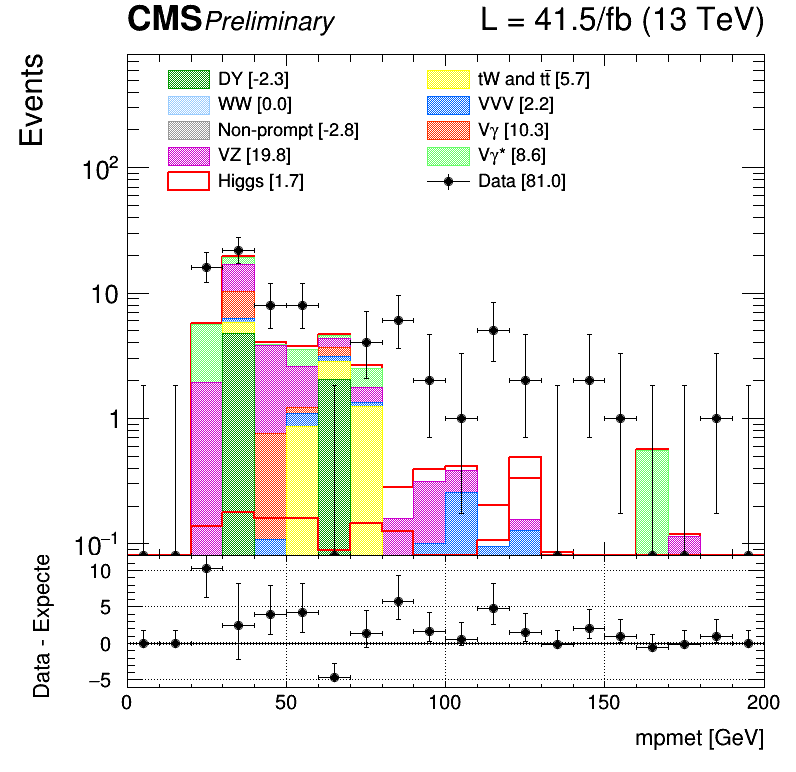 CMS Preliminary L = 41.5/fb (13 TeV)
Events
DY [-2.3]
WW [0.0]
Non-prompt [-2.8]
VZ [19.8]
Higgs [1.7]
tW and tt̄ [5.7]
VVV [2.2]
Vγ [10.3]
Vγ* [8.6]
Data [81.0]
10²
10
1
10⁻¹
Data - Expecte
10
5
0
−5
0 50 100 150 200
mpmet [GeV]